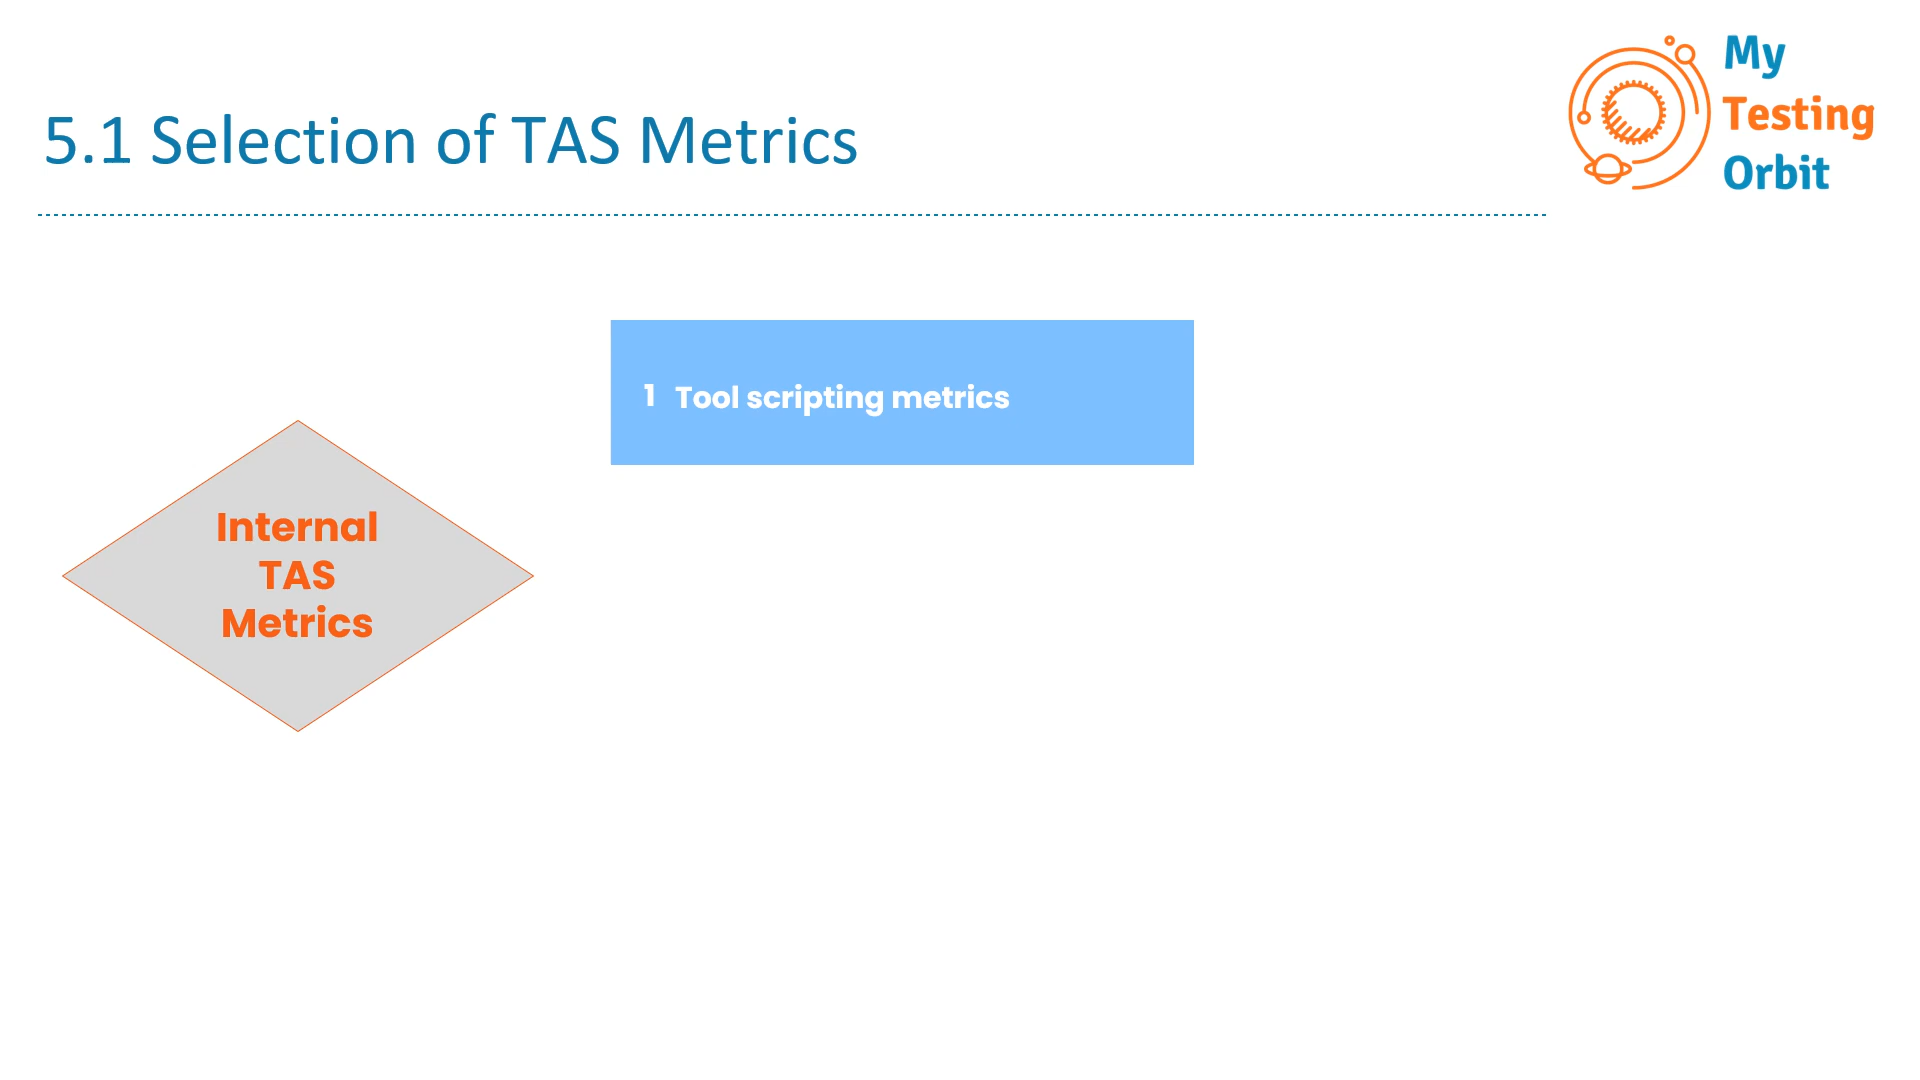 My
Testing
Orbit
5.1 Selection of TAS Metrics
1 Tool scripting metrics
Internal
TAS
Metrics